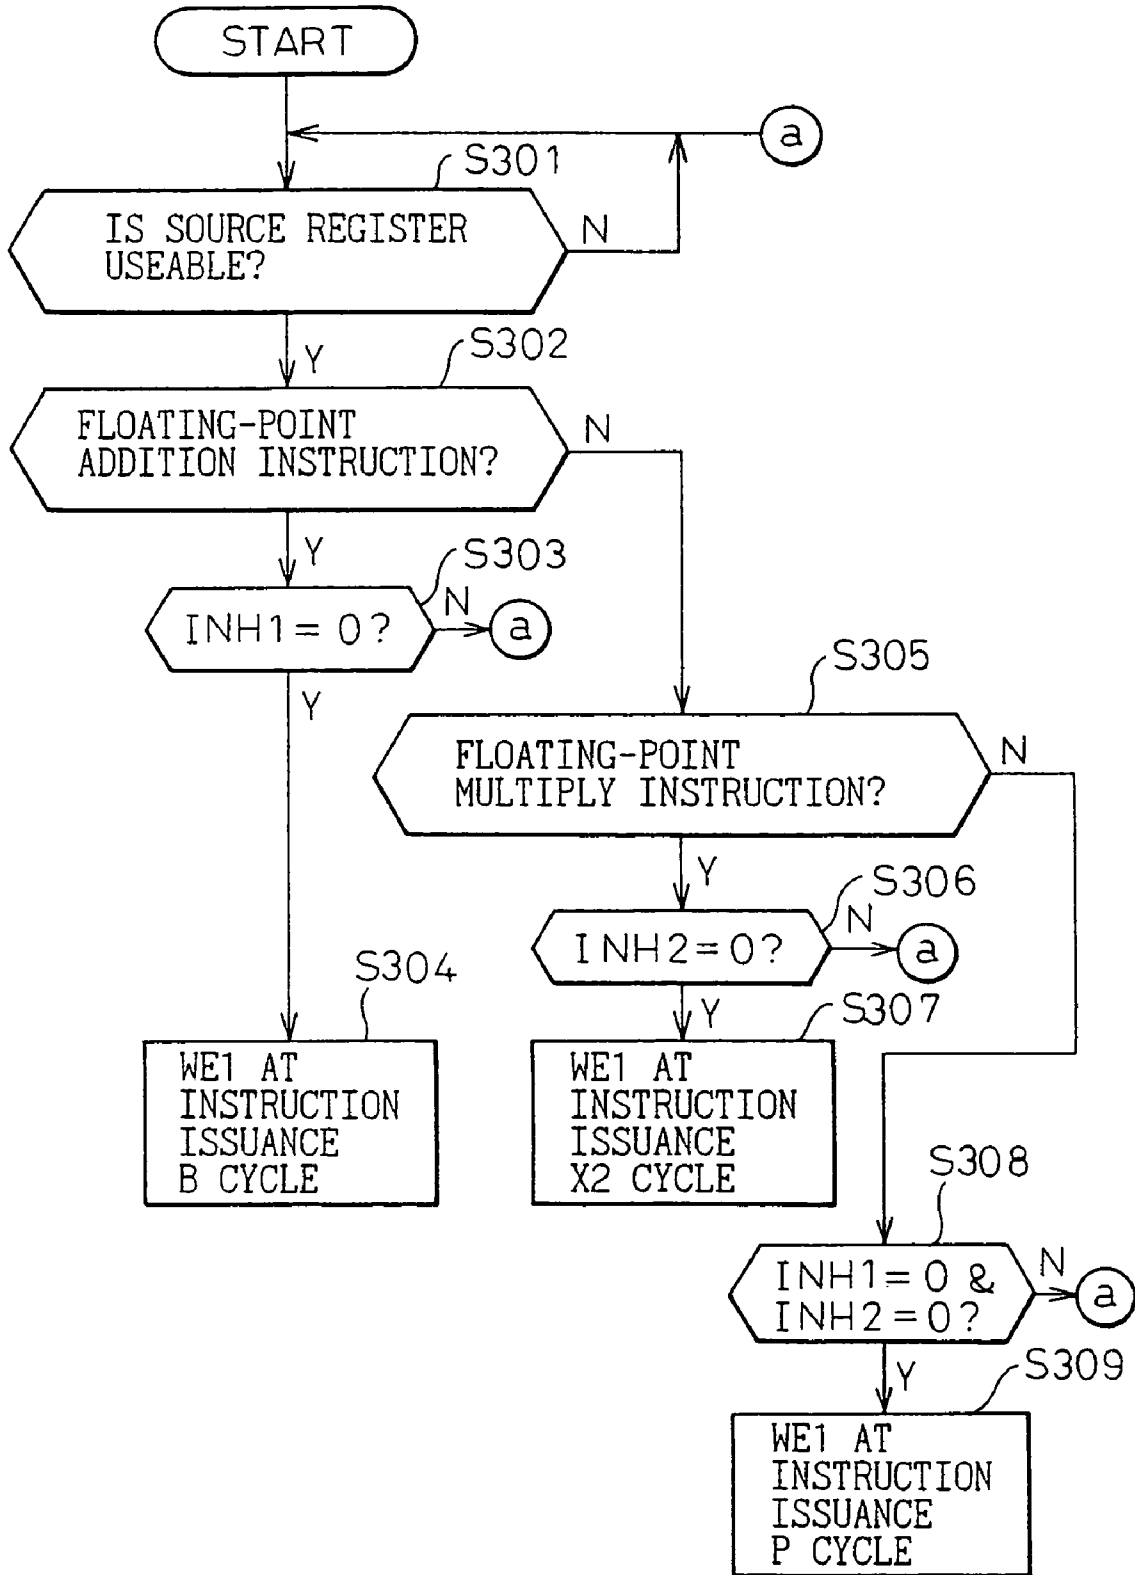 START
a
S301
IS SOURCE REGISTER
USEABLE?
N
Y
S302
FLOATING-POINT
ADDITION INSTRUCTION?
N
Y
S303
INH1=0?
N
a
Y
S305
FLOATING-POINT
MULTIPLY INSTRUCTION?
N
Y
S306
INH2=0?
N
a
Y
S304
WE1 AT
INSTRUCTION
ISSUANCE
B CYCLE
S307
WE1 AT
INSTRUCTION
ISSUANCE
X2 CYCLE
S308
INH1=0 &
INH2=0?
N
a
Y
S309
WE1 AT
INSTRUCTION
ISSUANCE
P CYCLE